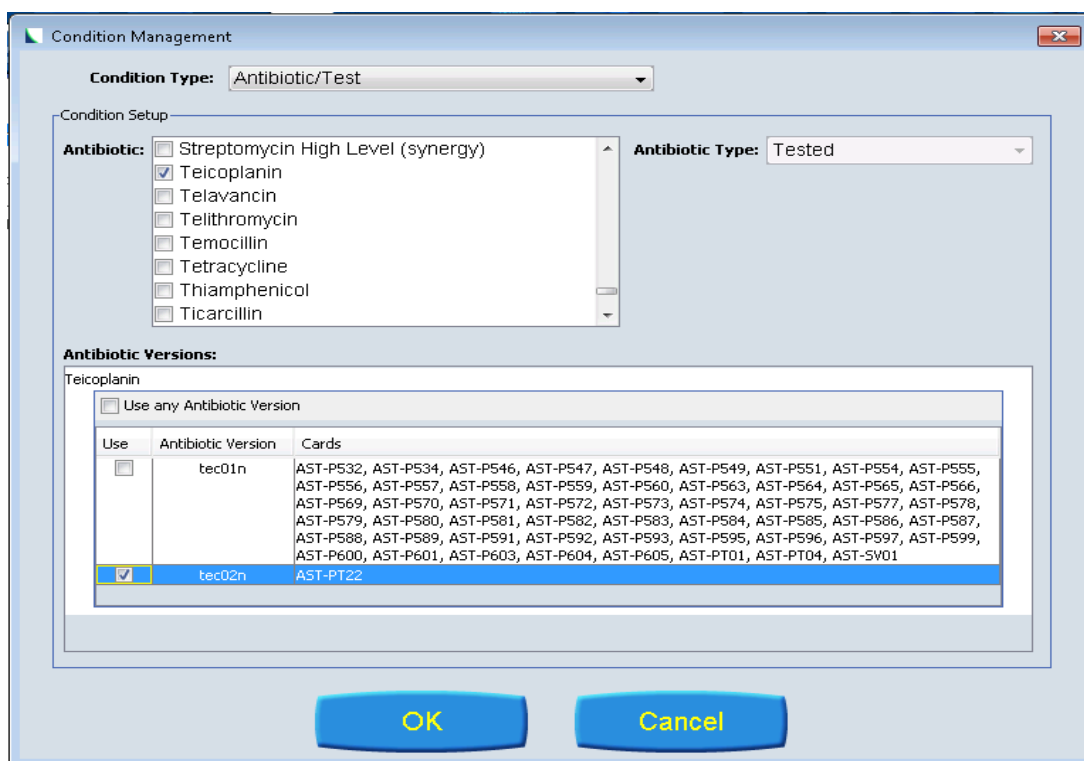 Condition Management
Condition Type: Antibiotic/Test
Condition Setup
Antibiotic: Streptomycin High Level (synergy) Antibiotic Type: Tested
Teicoplanin
Telavancin
Telithromycin
Temocillin
Tetracycline
Thiamphenicol
Ticarcillin
Antibiotic Versions:
Teicoplanin
Use any Antibiotic Version
Use Antibiotic Version Cards
tec01n AST-P532, AST-P534, AST-P546, AST-P547, AST-P548, AST-P549, AST-P551, AST-P554, AST-P555,
AST-P556, AST-P557, AST-P558, AST-P559, AST-P560, AST-P563, AST-P564, AST-P565, AST-P566,
AST-P569, AST-P570, AST-P571, AST-P572, AST-P573, AST-P574, AST-P575, AST-P577, AST-P578,
AST-P579, AST-P580, AST-P581, AST-P582, AST-P583, AST-P584, AST-P585, AST-P586, AST-P587,
AST-P588, AST-P589, AST-P591, AST-P592, AST-P593, AST-P595, AST-P596, AST-P597, AST-P599,
AST-P600, AST-P601, AST-P603, AST-P604, AST-P605, AST-PT01, AST-PT04, AST-SV01
tec02n AST-PT22
OK Cancel